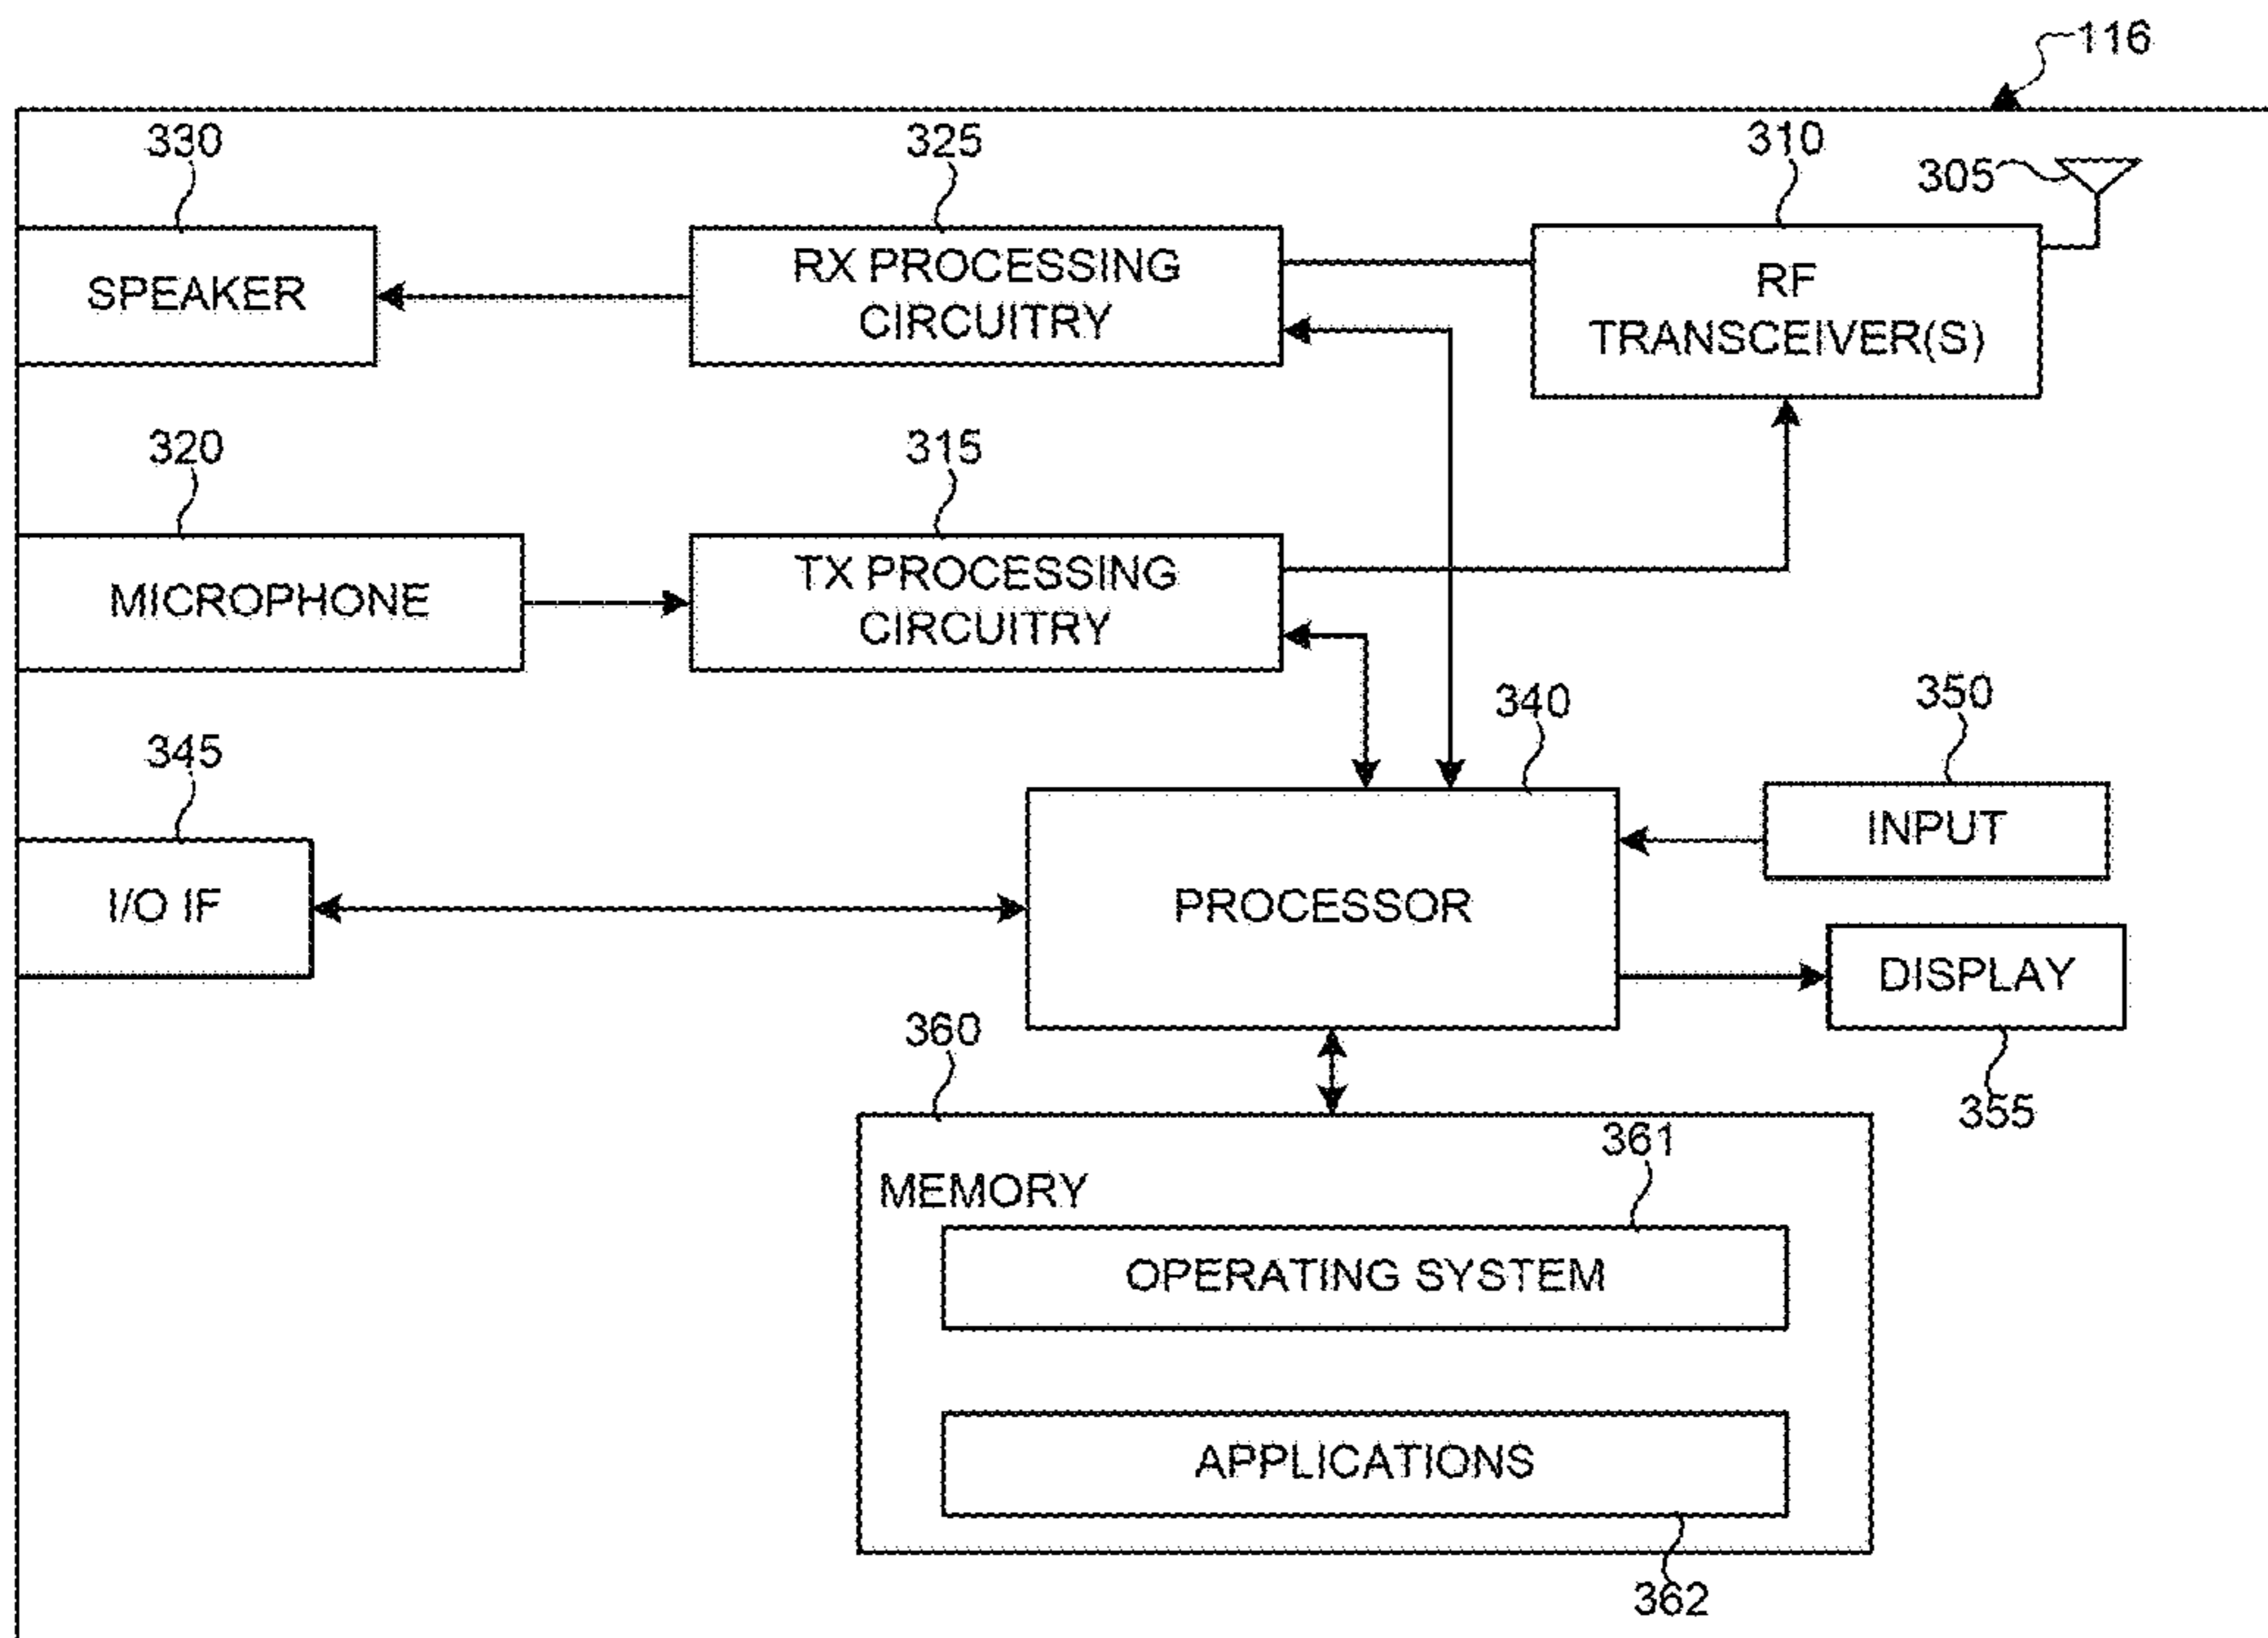 116
330
325
310
305
SPEAKER
RX PROCESSING
CIRCUITRY
RF
TRANSCEIVER(S)
320
315
MICROPHONE
TX PROCESSING
CIRCUITRY
345
340
350
I/O IF
PROCESSOR
INPUT
DISPLAY
360
355
MEMORY
361
OPERATING SYSTEM
APPLICATIONS
362